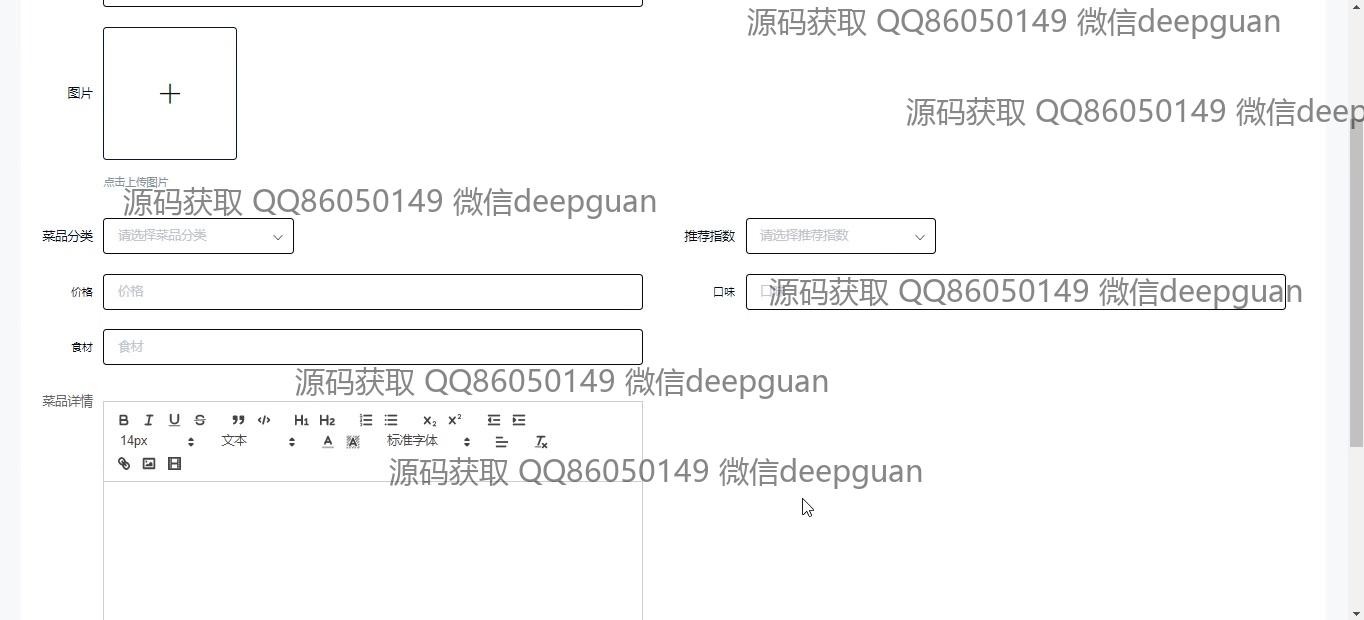 源码获取 QQ86050149 微信deepguan
图片
源码获取 QQ86050149 微信deep
点击上传图片
源码获取 QQ86050149 微信deepguan
菜品分类 请选择菜品分类 推荐指数 请选择推荐指数
价格 价格 口味 口
源码获取 QQ86050149 微信deepguan
食材 食材
源码获取 QQ86050149 微信deepguan
菜品详情
B I U S H1 H2 X2 X2
14px 文本 A A 标准字体 Tx
源码获取 QQ86050149 微信deepguan